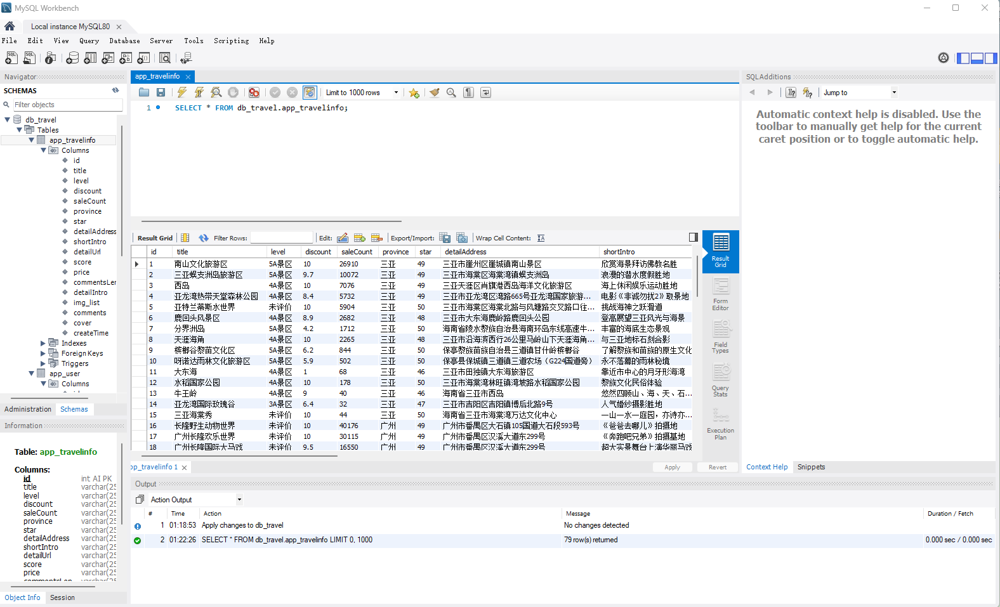 MySQL Workbench
Local instance MySQL80
File Edit View Query Database Server Tools Scripting Help
Navigator
SCHEMAS
Filter objects
db_travel
Tables
app_travelinfo
Columns
id
title
level
discount
saleCount
province
star
detailAddress
shortIntro
detailUrl
score
price
commentsLer
detailIntro
img_list
comments
cover
createTime
Indexes
Foreign Keys
Triggers
app_user
Columns
Administration Schemas
Information
Table: app_travelinfo
Columns:
id int AI PK
title varchar(25
level varchar(25
discount varchar(25
saleCount varchar(25
province varchar(25
star varchar(25
detailAddress varchar(25
shortIntro varchar(25
detailUrl varchar(25
score varchar(25
price varchar(25
commentsLen varchar(25
Object Info Session
app_travelinfo
Limit to 1000 rows
1 SELECT * FROM db_travel.app_travelinfo;
Result Grid Filter Rows: Edit: Export/Import: Wrap Cell Content:
id title level discount saleCount province star detailAddress shortIntro
1 南山文化旅游区 5A景区 10 26910 三亚 49 三亚市崖州区崖城镇南山景区 欣赏海景拜访佛教名胜
2 三亚蜈支洲岛旅游区 5A景区 9.7 10072 三亚 49 三亚市海棠区海棠湾镇蜈支洲岛 浪漫的潜水度假胜地
3 西岛 4A景区 10 7076 三亚 49 三亚天涯区肖旗港西岛海洋文化旅游区 海上休闲娱乐运动胜地
4 亚龙湾热带天堂森林公园 4A景区 8.4 5732 三亚 49 三亚市亚龙湾区湾路665号亚龙湾国家旅游... 电影《非诚勿扰2》取景地
5 亚特兰蒂斯水世界 未评价 10 5904 三亚 50 三亚市海棠区海棠北路与风塘路交叉路口往... 挑战海神之跃滑道
6 鹿回头风景区 4A景区 8.9 2682 三亚 48 三亚市大东海鹿岭路鹿回头公园 登高展望三亚风光与海景
7 分界洲岛 5A景区 4.2 1712 三亚 50 海南省陵水黎族自治县海南环岛东线高速牛... 丰富的海底生态景观
8 天涯海角 4A景区 10 2265 三亚 48 三亚市沿海滨西行26公里马岭山下天涯海角... 与三亚地标石刻合影
9 槟榔谷黎苗文化区 5A景区 6.2 844 三亚 50 保亭黎族苗族自治县三道镇甘什岭槟榔谷 了解黎族和苗族的原生文化
10 呀诺达雨林文化旅游区 5A景区 5.9 502 三亚 50 保亭县保城镇三道镇三道农场（G224国道旁） 永不落幕的雨林秘境
11 大东海 4A景区 1 68 三亚 46 三亚市田独镇大东海旅游区 靠近市中心的月牙形海湾
12 水稻国家公园 4A景区 10 178 三亚 50 三亚市海棠湾林旺镇湾坡路水稻国家公园 黎族文化民俗体验
13 牛王岭 4A景区 9 40 三亚 46 海南省三亚市西岛 悠然四顾山、海、天、石...
14 亚龙湾国际玫瑰谷 3A景区 6.4 32 三亚 47 三亚市吉阳区吉阳镇博后北路9号 人气婚纱摄影胜地
15 三亚海棠秀 未评价 10 44 三亚 50 海南省三亚市海棠湾万达文化中心 一山一水一庭园，亦诗亦...
16 长隆野生动物世界 未评价 10 40176 广州 49 广州市番禺区大石镇105国道大石段593号 《爸爸去哪儿》拍摄地
17 广州长隆欢乐世界 未评价 10 30115 广州 49 广州市番禺区汉溪大道东299号 《奔跑吧兄弟》拍摄基地
18 广州长隆国际大马戏 未评价 9.5 16550 广州 49 广州市番禺区汉溪大道东299号 超大实景舞台上演华丽马戏
Result Grid
Form Editor
Field Types
Query Stats
Execution Plan
pp_travelinfo 1 Apply Revert
SQLAdditions
Jump to
Automatic context help is disabled. Use the
toolbar to manually get help for the current
caret position or to toggle automatic help.
Context Help Snippets
Output
Action Output
# Time Action Message Duration / Fetch
1 01:18:53 Apply changes to db_travel No changes detected
2 01:22:26 SELECT * FROM db_travel.app_travelinfo LIMIT 0, 1000 79 row(s) returned 0.000 sec / 0.000 sec